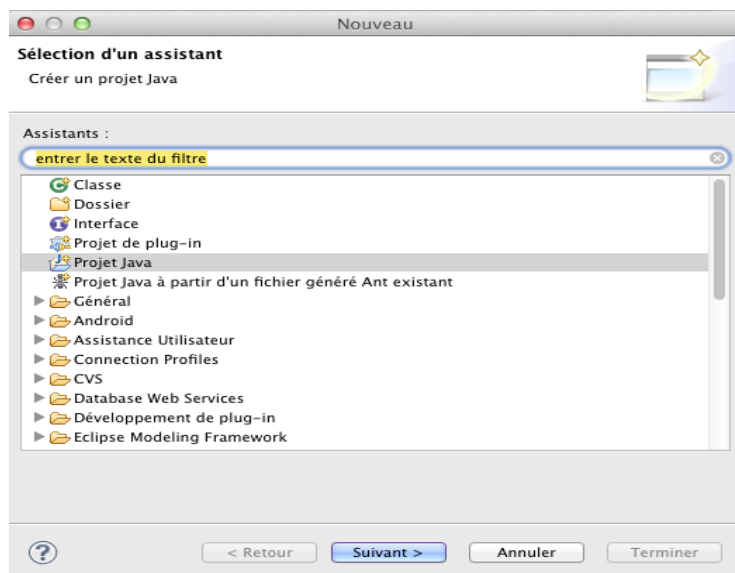 Nouveau
Sélection d'un assistant
Créer un projet Java
Assistants :
entrer le texte du filtre
Classe
Dossier
Interface
Projet de plug-in
Projet Java
Projet Java à partir d'un fichier généré Ant existant
Général
Android
Assistance Utilisateur
Connection Profiles
CVS
Database Web Services
Développement de plug-in
Eclipse Modeling Framework
? < Retour Suivant > Annuler Terminer